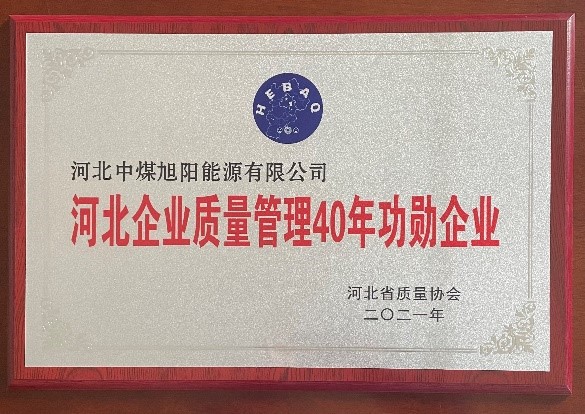 HEBAQ
河北中煤旭阳能源有限公司
河北企业质量管理40年功勋企业
河北省质量协会
二〇二一年